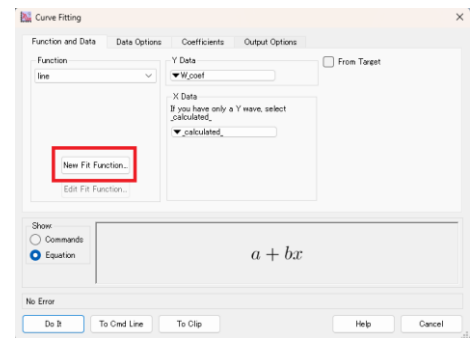 Curve Fitting
Function and Data
Data Options
Coefficients
Output Options
Function
line
New Fit Function...
Edit Fit Function...
Y Data
W_coef
X Data
If you have only a Y wave, select
_calculated_
_calculated_
From Target
Show:
Commands
Equation
a + bx
No Error
Do It
To Cmd Line
To Clip
Help
Cancel